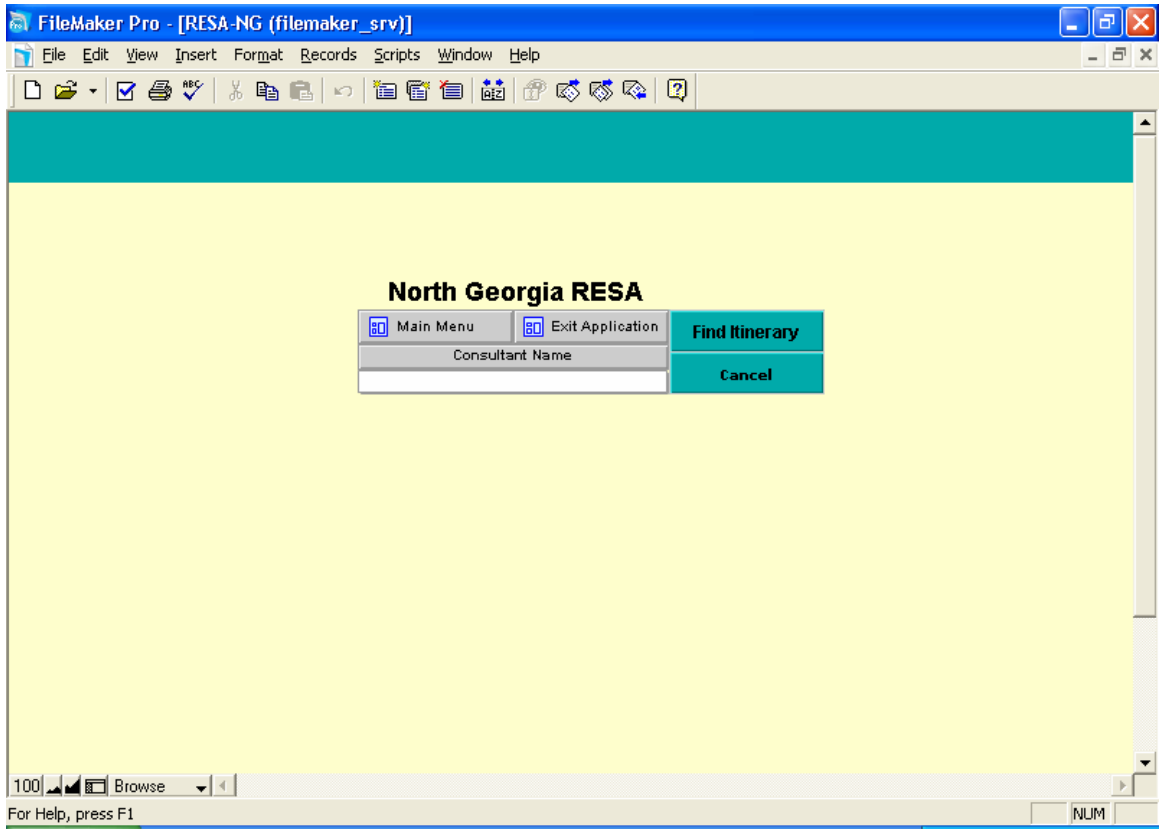 FileMaker Pro - [RESA-NG (filemaker_srv)]
File Edit View Insert Format Records Scripts Window Help
North Georgia RESA
Main Menu Exit Application Find Itinerary
Consultant Name
Cancel
100 Browse
For Help, press F1 NUM